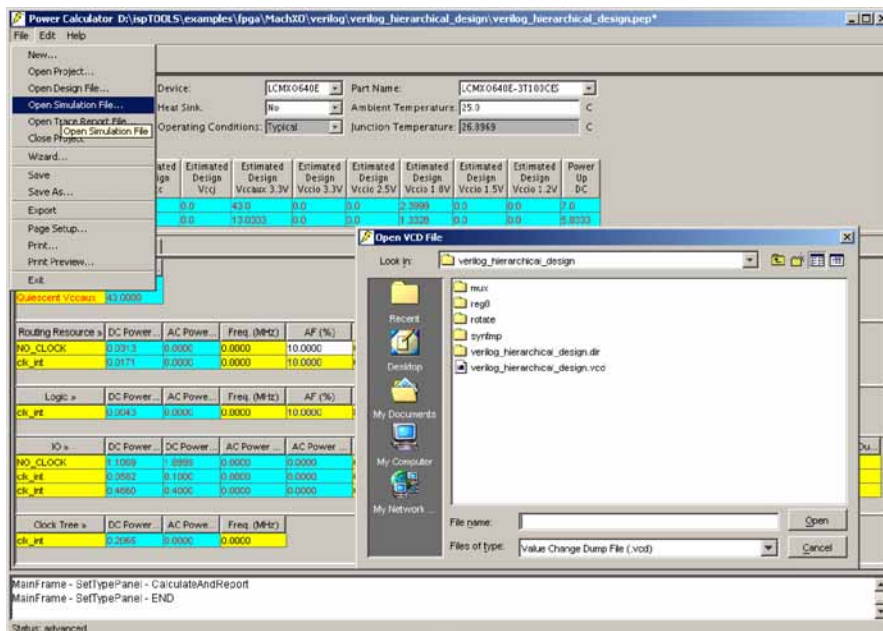 Power Calculator D:\ispTOOLS\examples\fpga\MachXO\verilog\verilog_hierarchical_design\verilog_hierarchical_design.pep*
File Edit Help
New...
Open Project...
Open Design File...
Open Simulation File...
Open Trace Report File...
Open Simulation File
Close Project
Wizard...
Save
Save As...
Export
Page Setup...
Print...
Print Preview...
Exit
Device: LCMXO640E Part Name: LCMXO640E-3T100CES
Heat Sink: No Ambient Temperature: 25.0 C
Operating Conditions: Typical Junction Temperature: 26.8969 C
Estimated Design Vccj Estimated Design Vccaux 3.3V Estimated Design Vccio 3.3V Estimated Design Vccio 2.5V Estimated Design Vccio 1.8V Estimated Design Vccio 1.5V Estimated Design Vccio 1.2V Power Up DC
0.0 43.0 0.0 0.0 2.3999 0.0 0.0 7.0
0.0 13.0303 0.0 0.0 1.3328 0.0 0.0 5.8333
Quiescent Vccaux 43.0000
Routing Resource » DC Power... AC Powe... Freq. (MHz) AF (%)
NO_CLOCK 0.0313 0.0000 0.0000 10.0000
clk_int 0.0171 0.0000 0.0000 10.0000
Logic » DC Power... AC Powe... Freq. (MHz) AF (%)
clk_int 0.0043 0.0000 0.0000 10.0000
IO » DC Power... DC Power... AC Power ... AC Power ... Du...
NO_CLOCK 1.1069 1.8998 0.0000 0.0000
clk_int 0.0582 0.1000 0.0000 0.0000
clk_int 0.4660 0.4000 0.0000 0.0000
Clock Tree » DC Power... AC Powe... Freq. (MHz)
clk_int 0.2065 0.0000 0.0000
Open VCD File
Look in: verilog_hierarchical_design
Recent
Desktop
My Documents
My Computer
My Network ...
mux
reg8
rotate
syntmp
verilog_hierarchical_design.dir
verilog_hierarchical_design.vcd
File name:
Open
Files of type: Value Change Dump File (.vcd)
Cancel
MainFrame - SetTypePanel - CalculateAndReport
MainFrame - SetTypePanel - END
Status: advanced